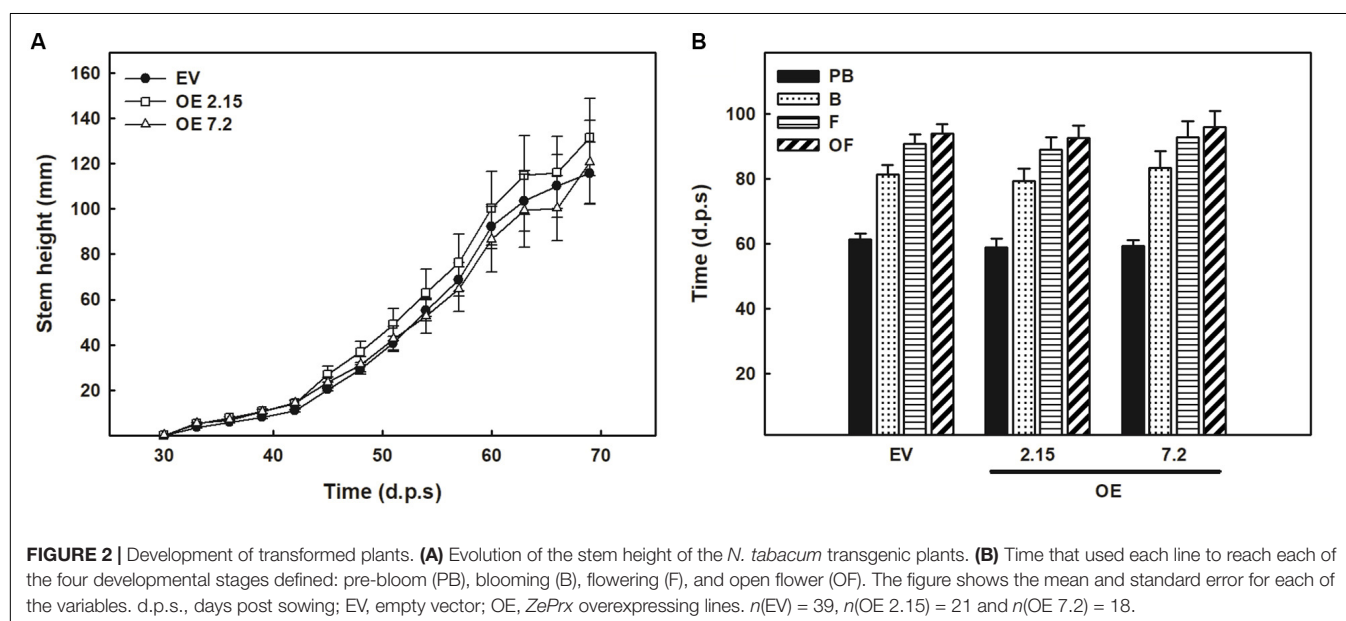 A
160
140
120
100
80
60
40
20
Stem height (mm)
EV
OE 2.15
OE 7.2
30 40 50 60 70
Time (d.p.s)
B
100
80
60
40
20
Time (d.p.s)
PB
B
F
OF
EV 2.15 7.2
OE
FIGURE 2 | Development of transformed plants. (A) Evolution of the stem height of the N. tabacum transgenic plants. (B) Time that used each line to reach each of
the four developmental stages defined: pre-bloom (PB), blooming (B), flowering (F), and open flower (OF). The figure shows the mean and standard error for each of
the variables. d.p.s., days post sowing; EV, empty vector; OE, ZePrx overexpressing lines. n(EV) = 39, n(OE 2.15) = 21 and n(OE 7.2) = 18.